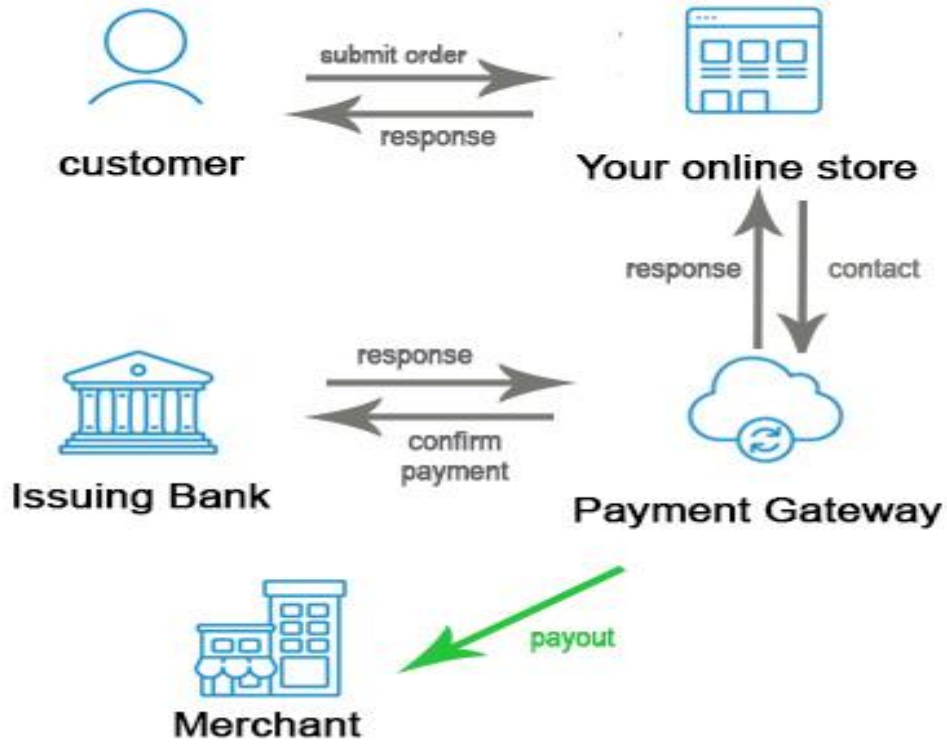 submit order
response
customer
Your online store
response
contact
response
confirm
payment
Issuing Bank
Payment Gateway
payout
Merchant